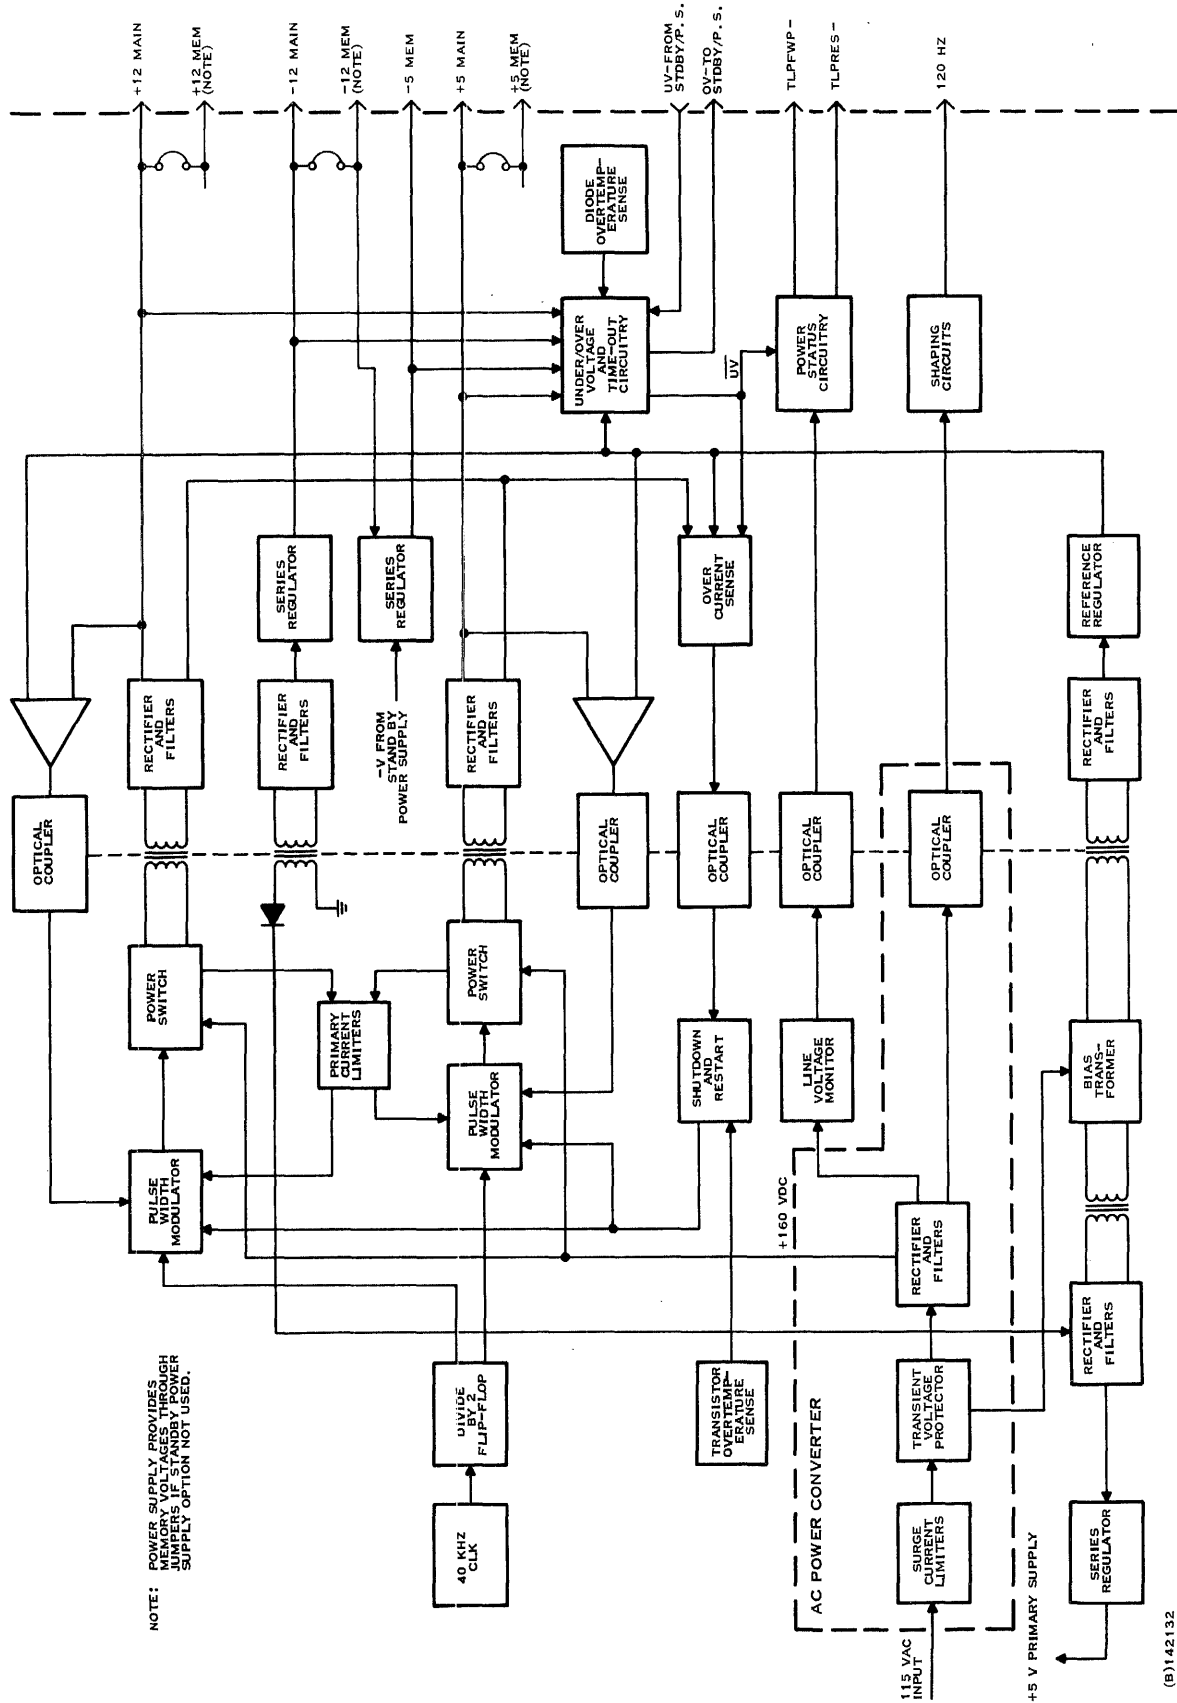 +12 MAIN
+12 MEM
(NOTE)
-12 MAIN
-12 MEM
(NOTE)
-5 MEM
+5 MAIN
+5 MEM
(NOTE)
UV-FROM
STDBY/P. S.
OV-TO
STDBY/P. S.
TLPFWP-
TLPRES-
120 HZ
DIODE
OVERTEMP-
ERATURE
SENSE
UNDER/OVER
VOLTAGE
AND
TIME-OUT
CIRCUITRY
UV
POWER
STATUS
CIRCUITRY
SHAPING
CIRCUITS
SERIES
REGULATOR
SERIES
REGULATOR
OVER
CURRENT
SENSE
REFERENCE
REGULATOR
RECTIFIER
AND
FILTERS
RECTIFIER
AND
FILTERS
-V FROM
STAND BY
POWER SUPPLY
RECTIFIER
AND
FILTERS
RECTIFIER
AND
FILTERS
OPTICAL
COUPLER
OPTICAL
COUPLER
OPTICAL
COUPLER
OPTICAL
COUPLER
OPTICAL
COUPLER
POWER
SWITCH
PRIMARY
CURRENT
LIMITERS
POWER
SWITCH
SHUTDOWN
AND
RESTART
LINE
VOLTAGE
MONITOR
BIAS
TRANS-
FORMER
PULSE
WIDTH
MODULATOR
PULSE
WIDTH
MODULATOR
+160 VDC
RECTIFIER
AND
FILTERS
RECTIFIER
AND
FILTERS
DIVIDE
BY 2
FLIP-FLOP
TRANSISTOR
OVERTEMP-
ERATURE
SENSE
TRANSIENT
VOLTAGE
PROTECTOR
AC POWER CONVERTER
40 KHZ
CLK
SURGE
CURRENT
LIMITERS
SERIES
REGULATOR
115 VAC
INPUT
+5 V PRIMARY SUPPLY
NOTE: POWER SUPPLY PROVIDES
MEMORY VOLTAGES THROUGH
JUMPERS IF STANDBY POWER
SUPPLY OPTION NOT USED.
(B)142132